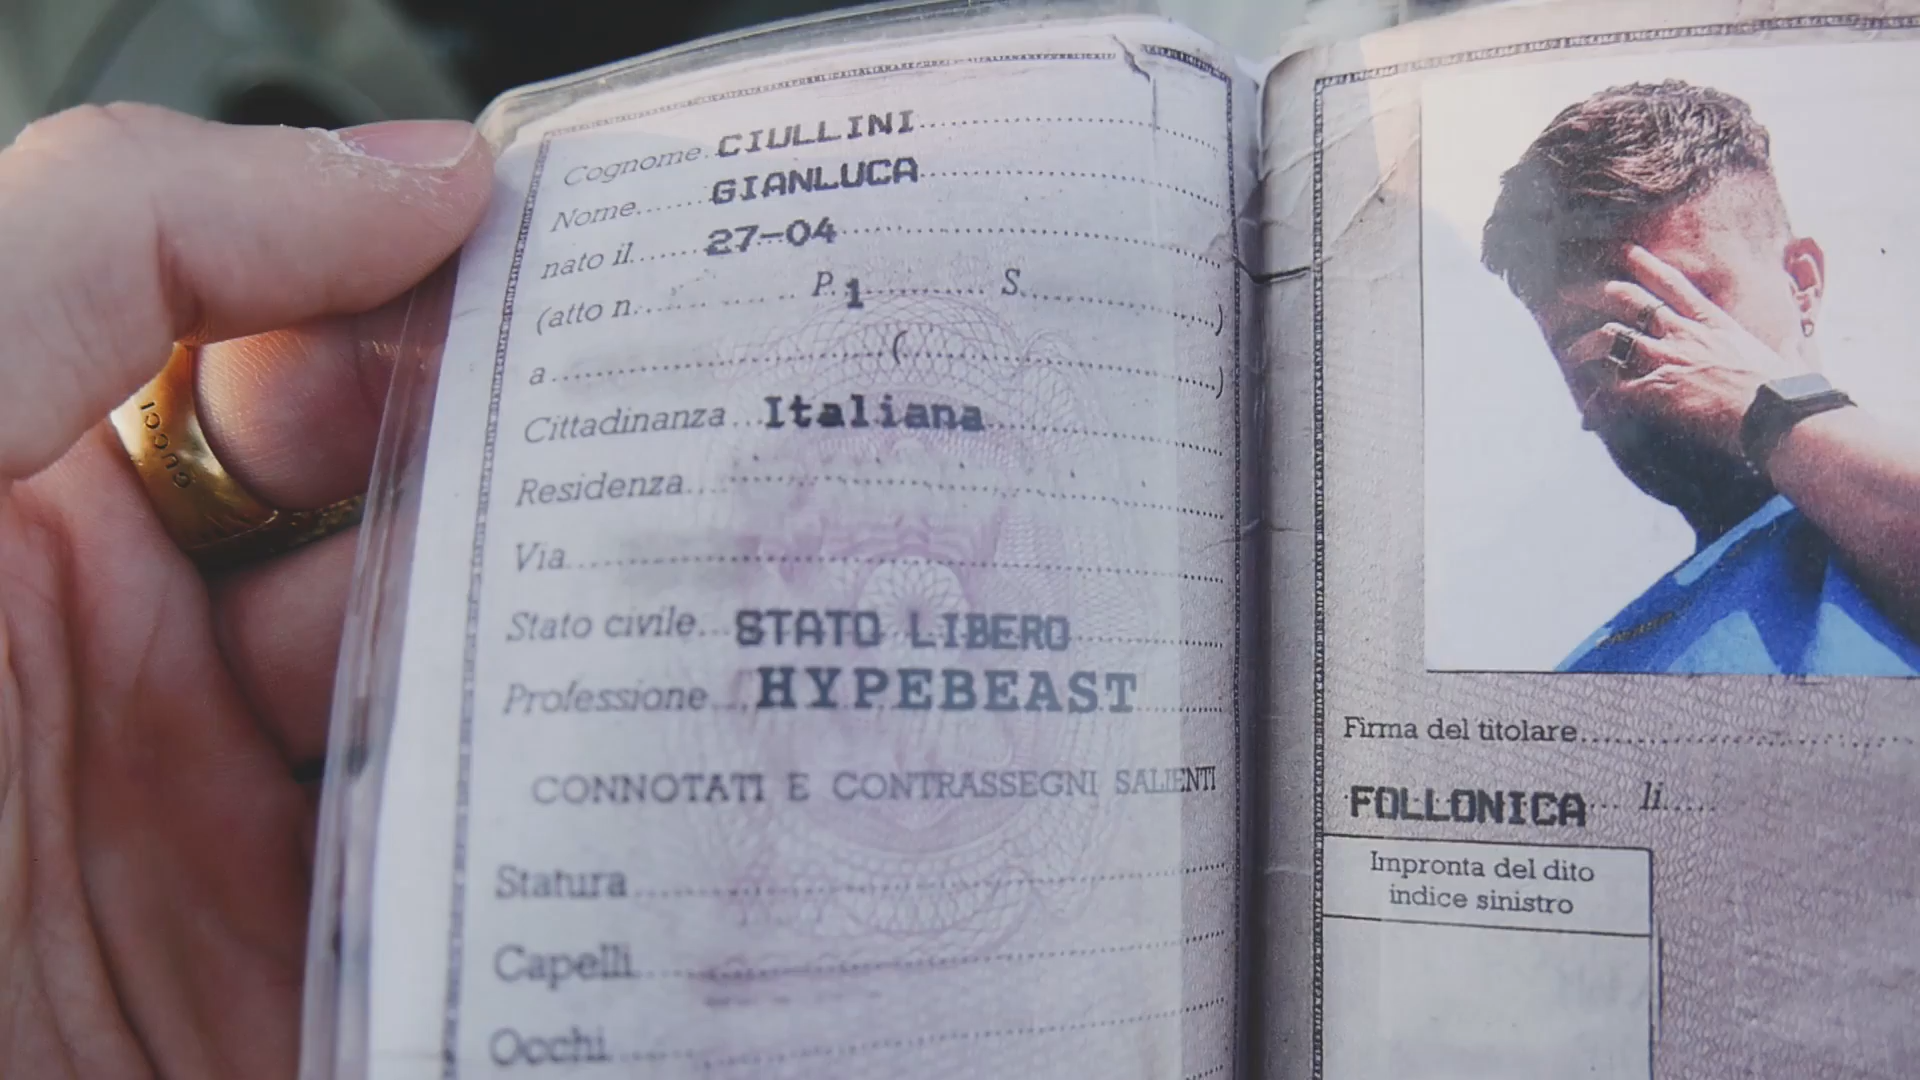 Cognome CIULLINI
Nome GIANLUCA
nato il 27-04
(atto n. P. 1 S. )
a ( )
Cittadinanza Italiana
Residenza
Via
Stato civile STATO LIBERO
Professione HYPEBEAST
CONNOTATI E CONTRASSEGNI SALIENTI
Statura
Capelli
Occhi
Firma del titolare
FOLLONICA li
Impronta del dito
indice sinistro
GUCCI